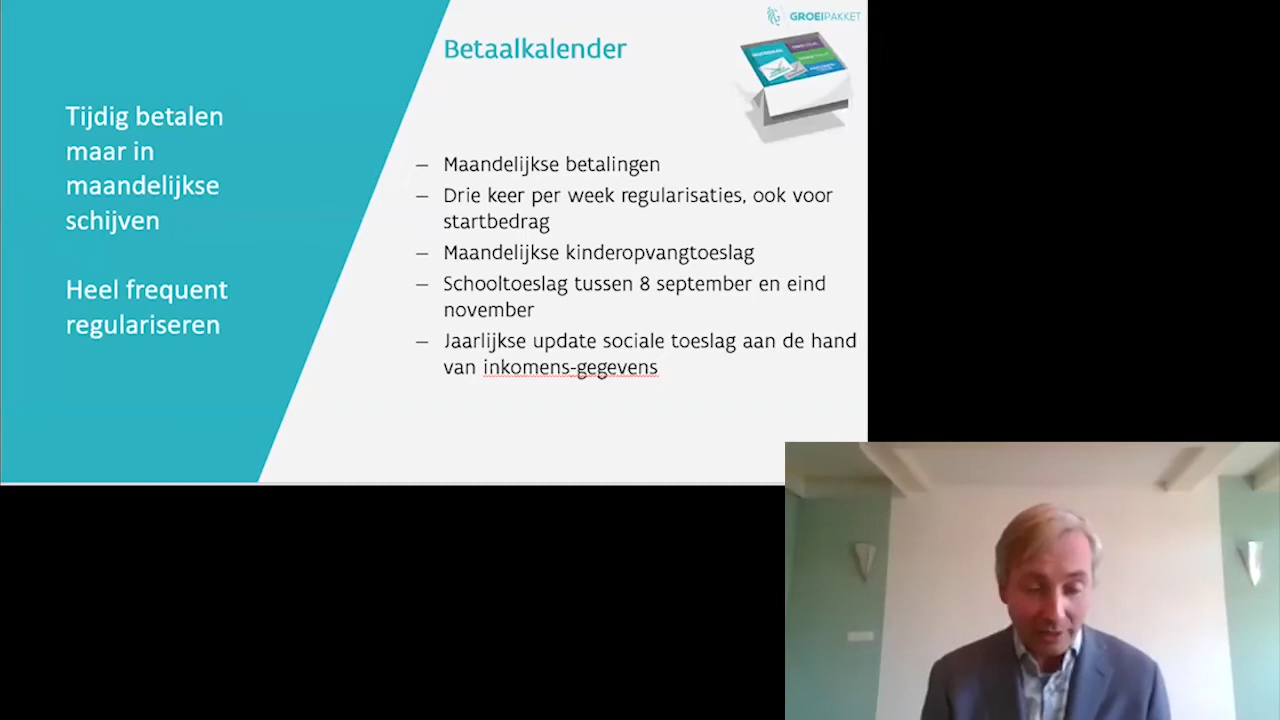 GROEIPAKKET
Betaalkalender
Tijdig betalen
maar in
maandelijkse
schijven
Heel frequent
regulariseren
– Maandelijkse betalingen
– Drie keer per week regularisaties, ook voor
startbedrag
– Maandelijkse kinderopvangtoeslag
– Schooltoeslag tussen 8 september en eind
november
– Jaarlijkse update sociale toeslag aan de hand
van inkomens-gegevens